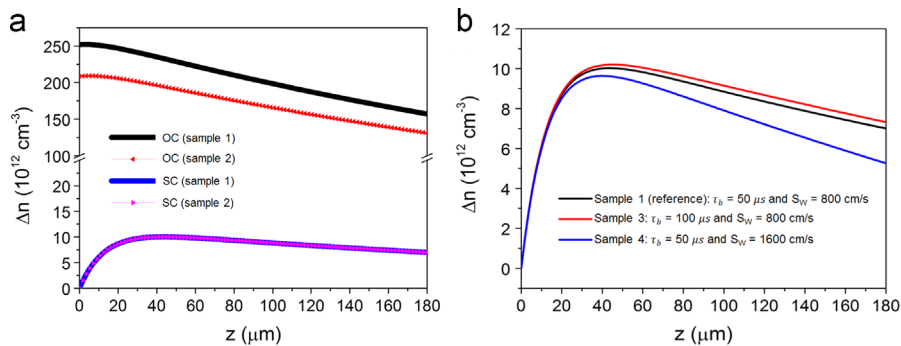 a
300
250
200
150
100
20
15
10
5
0
Δn (10¹² cm⁻³)
OC (sample 1)
OC (sample 2)
SC (sample 1)
SC (sample 2)
0 20 40 60 80 100 120 140 160 180
z (μm)
b
12
10
8
6
4
2
0
Δn (10¹² cm⁻³)
Sample 1 (reference): τb = 50 μs and SW = 800 cm/s
Sample 3: τb = 100 μs and SW = 800 cm/s
Sample 4: τb = 50 μs and SW = 1600 cm/s
0 20 40 60 80 100 120 140 160 180
z (μm)